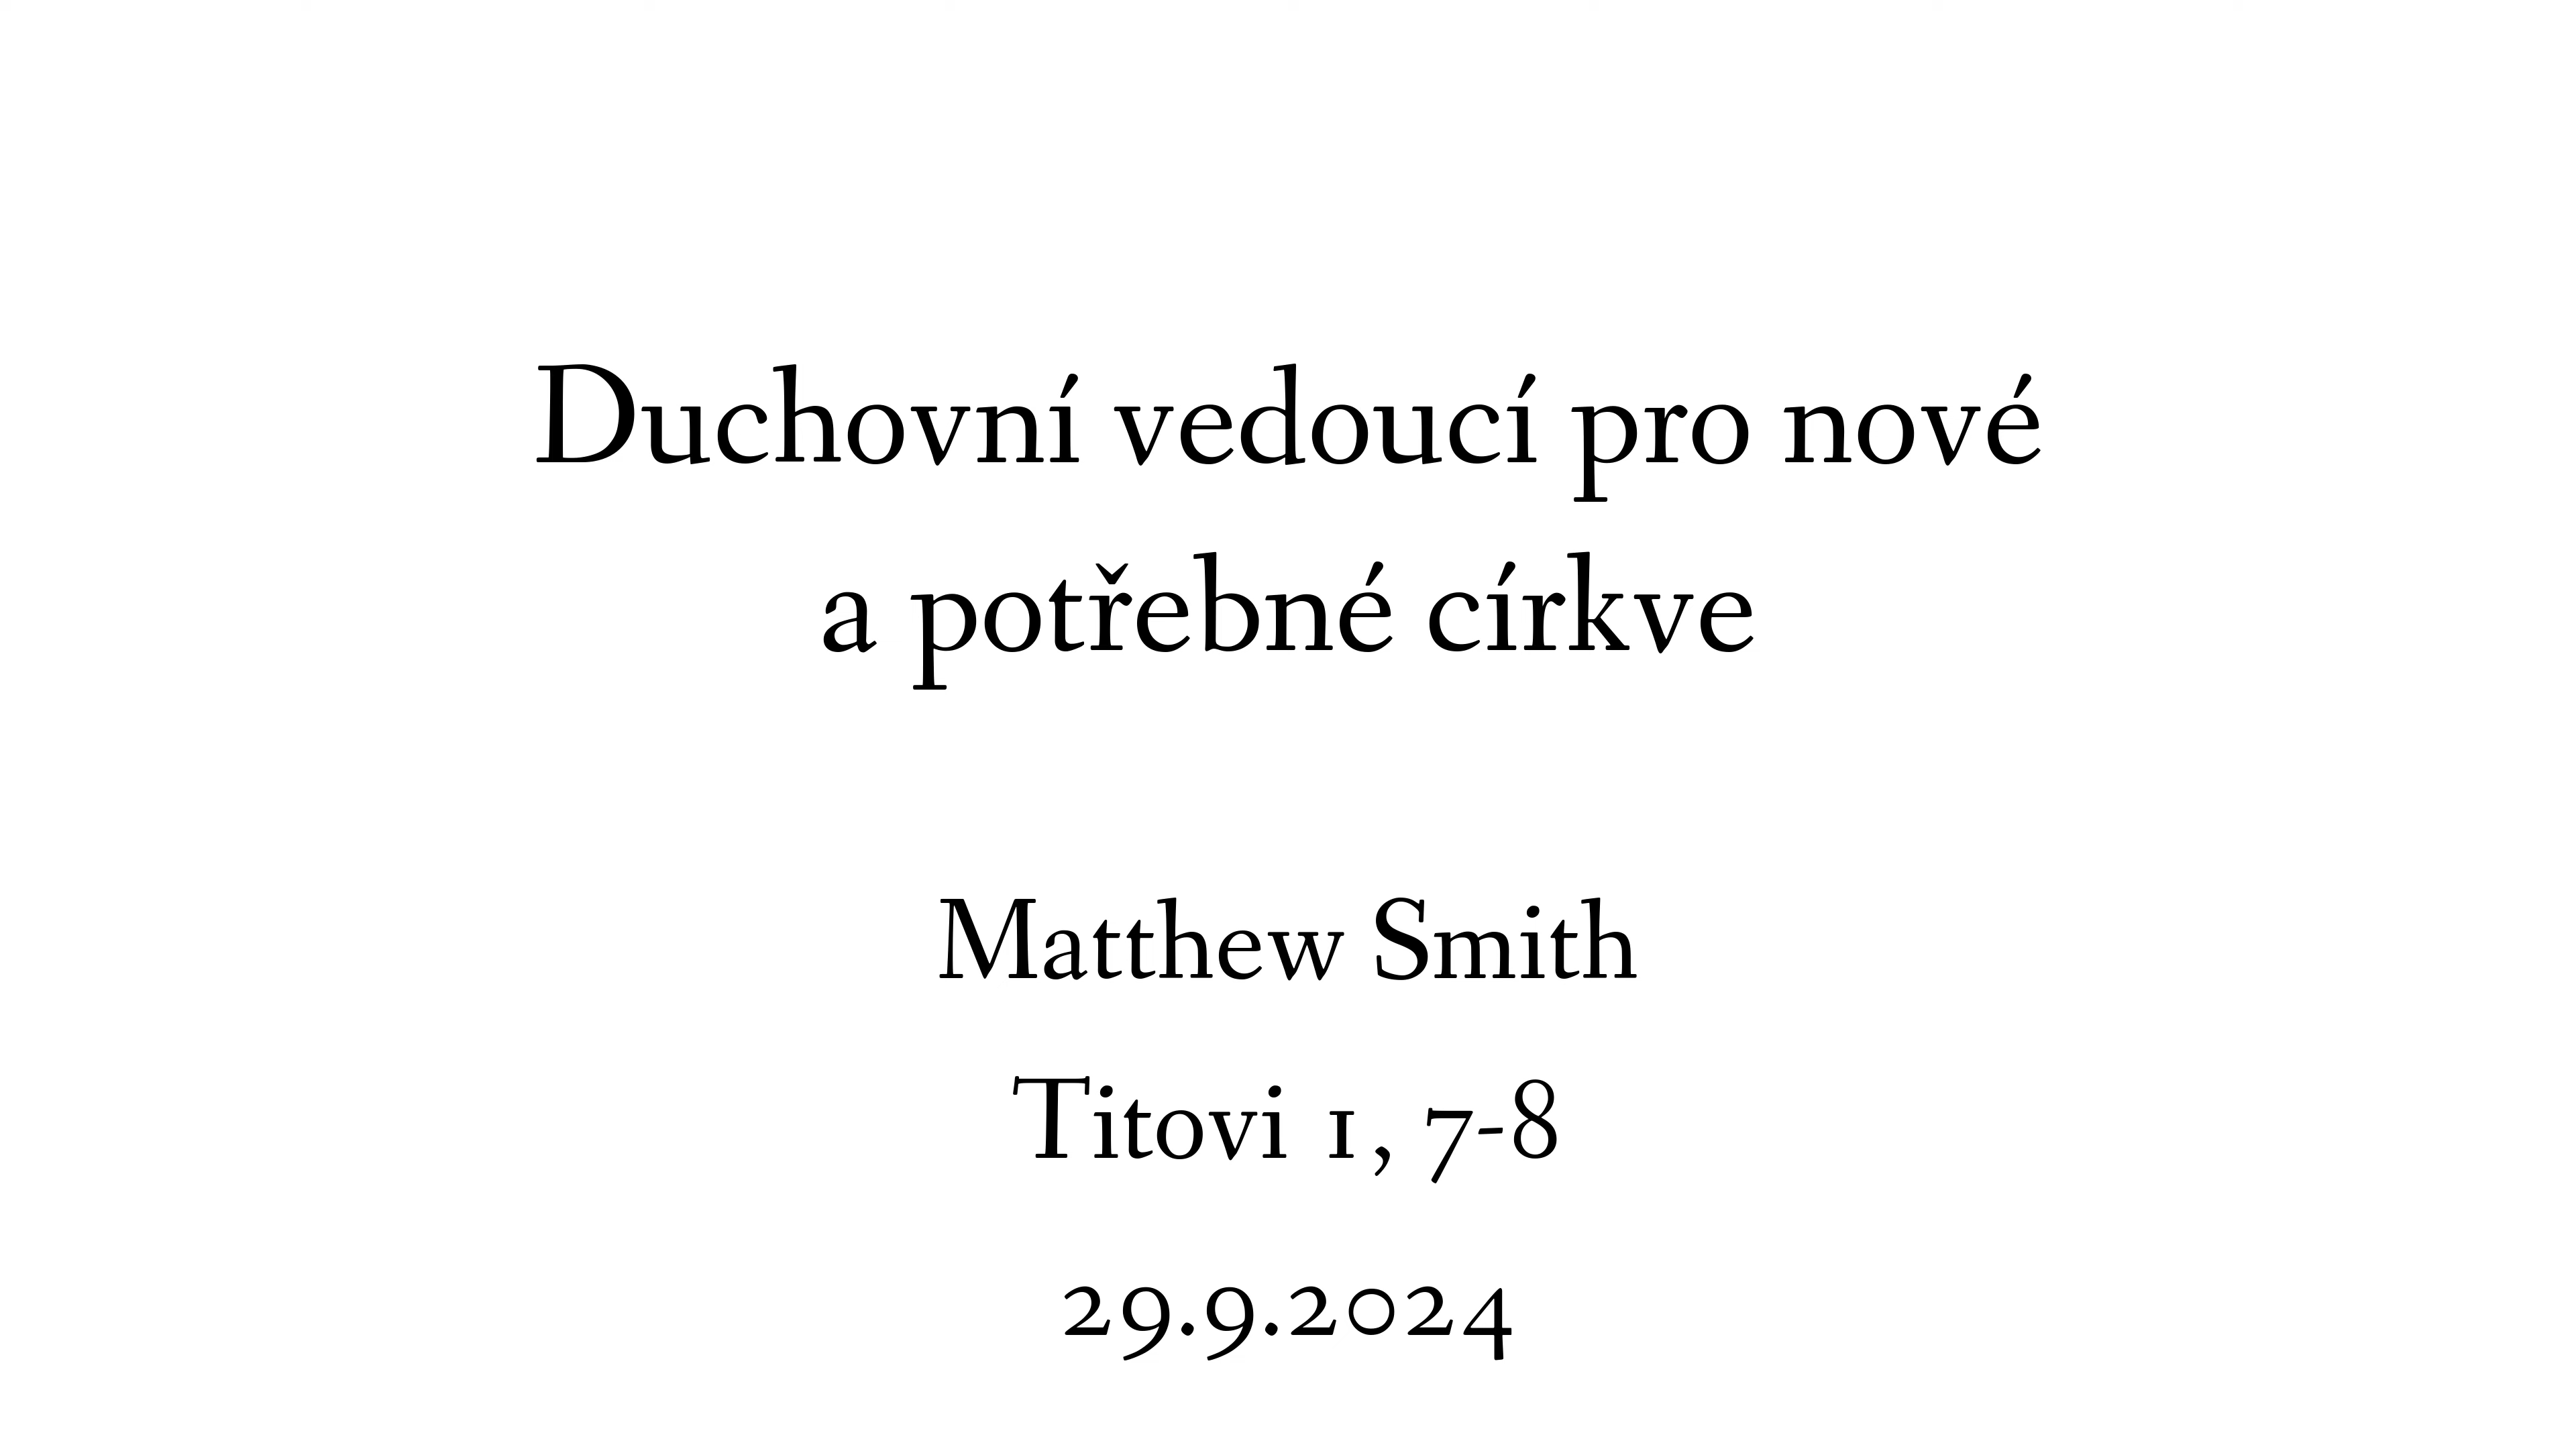 Duchovní vedoucí pro nové
a potřebné církve
Matthew Smith
Titovi 1, 7-8
29.9.2024